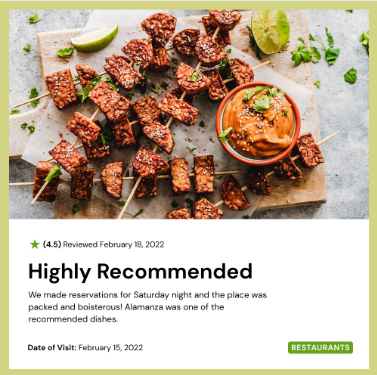 ★ (4.5) Reviewed February 18, 2022
Highly Recommended
We made reservations for Saturday night and the place was
packed and boisterous! Alamanza was one of the
recommended dishes.
Date of Visit: February 15, 2022
RESTAURANTS